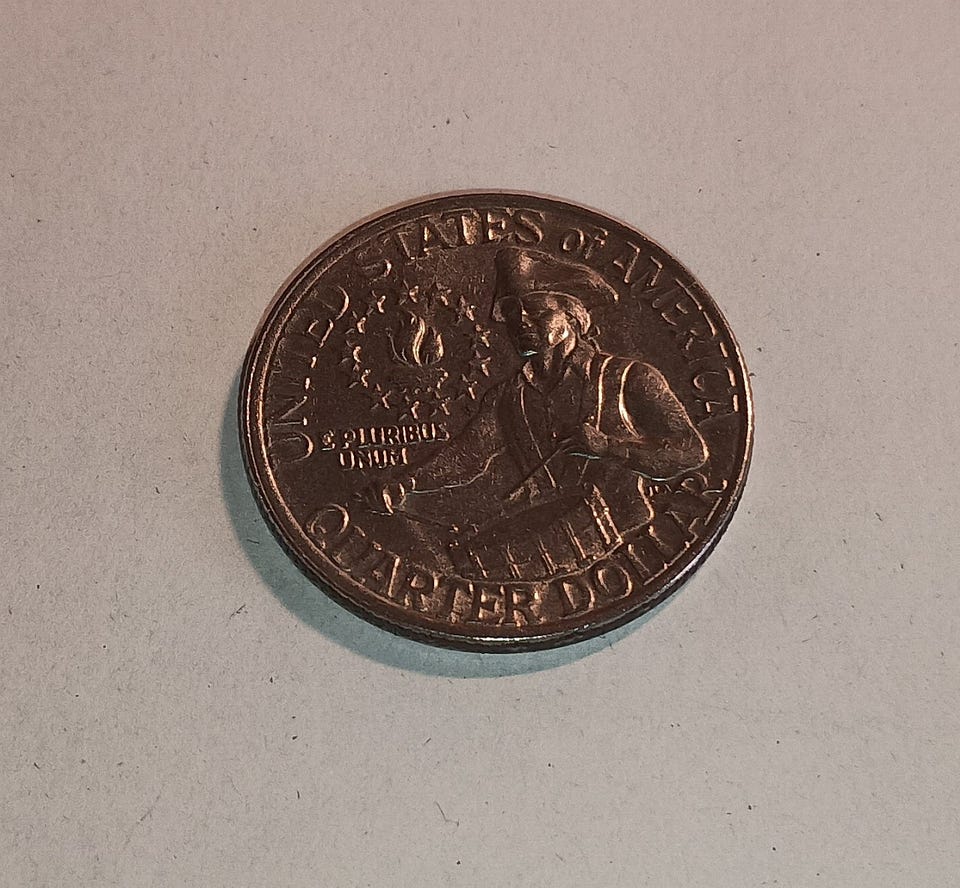 UNITED STATES of AMERICA
E PLURIBUS
UNUM
QUARTER DOLLAR